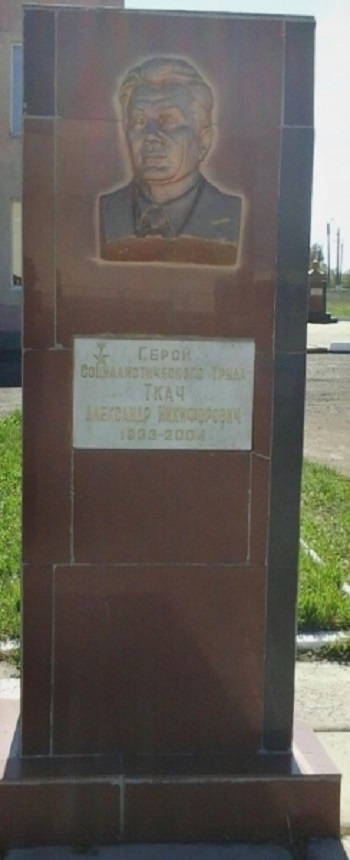 Герой
Социалистического Труда
Ткач
Александр Никифорович
1933-2004